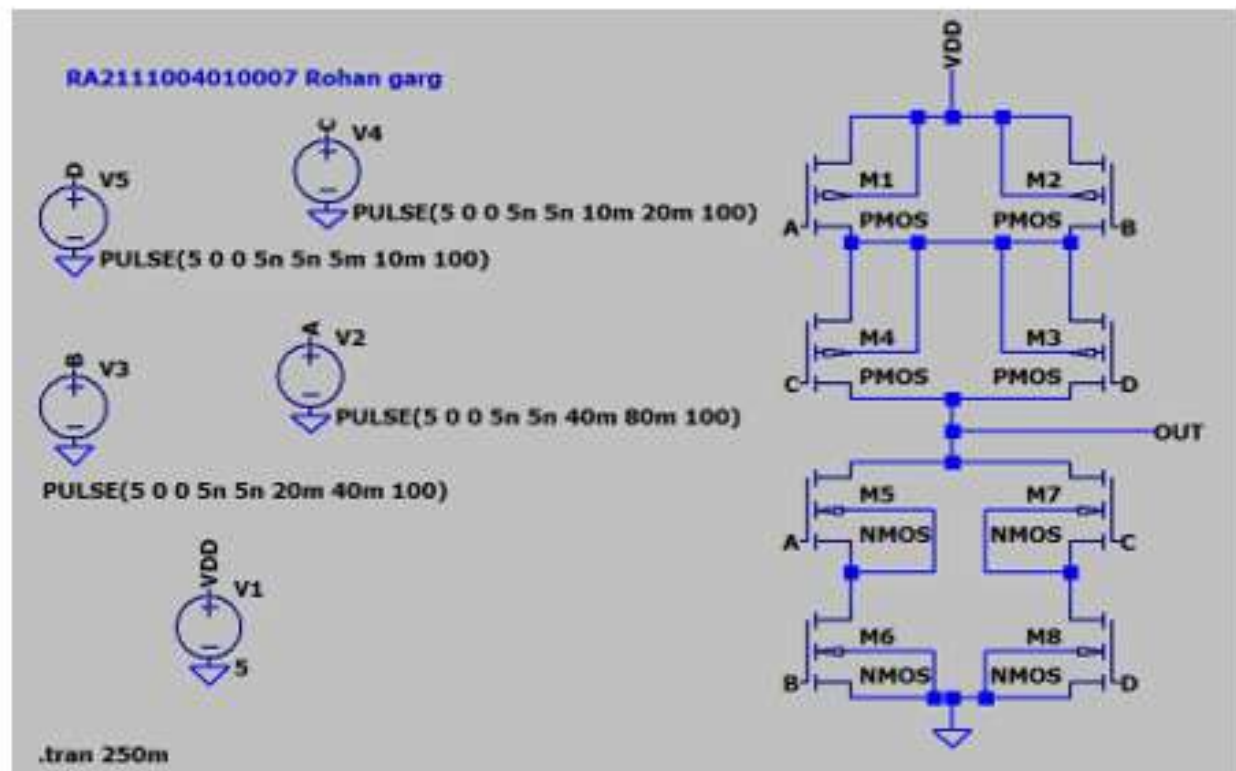 RA2111004010007 Rohan garg
VDD
C
V4
D
V5
PULSE(5 0 0 5n 5n 10m 20m 100)
PULSE(5 0 0 5n 5n 5m 10m 100)
A
V2
B
V3
PULSE(5 0 0 5n 5n 40m 80m 100)
PULSE(5 0 0 5n 5n 20m 40m 100)
VDD
V1
5
.tran 250m
M1
M2
PMOS
PMOS
A
B
M4
M3
PMOS
PMOS
C
D
OUT
M5
M7
NMOS
NMOS
A
C
M6
M8
NMOS
NMOS
B
D